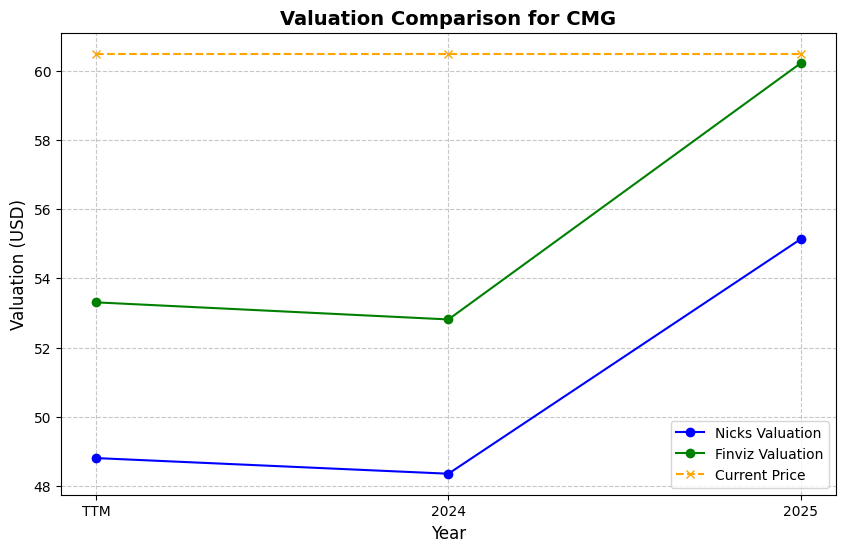 Valuation Comparison for CMG
Valuation (USD)
60
58
56
54
52
50
48
TTM
2024
2025
Year
Nicks Valuation
Finviz Valuation
Current Price